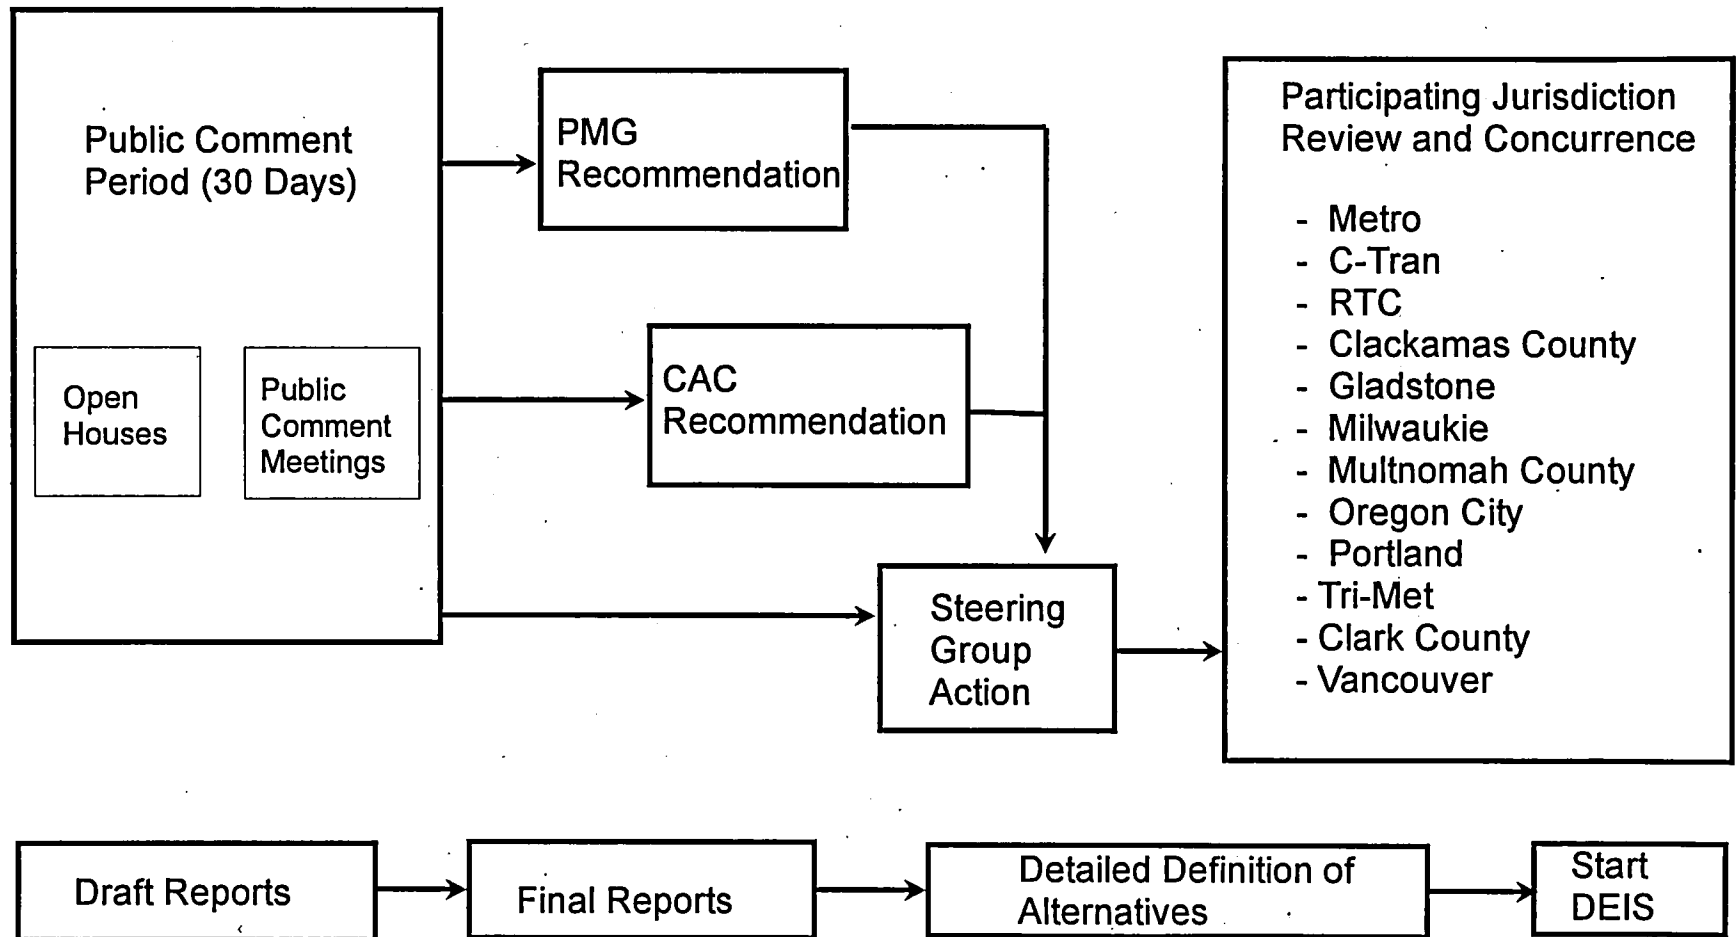 Public Comment
Period (30 Days)
Open
Houses
Public
Comment
Meetings
PMG
Recommendation
CAC
Recommendation
Steering
Group
Action
Participating Jurisdiction
Review and Concurrence
- Metro
- C-Tran
- RTC
- Clackamas County
- Gladstone
- Milwaukie
- Multnomah County
- Oregon City
- Portland
- Tri-Met
- Clark County
- Vancouver
Draft Reports
Final Reports
Detailed Definition of
Alternatives
Start
DEIS